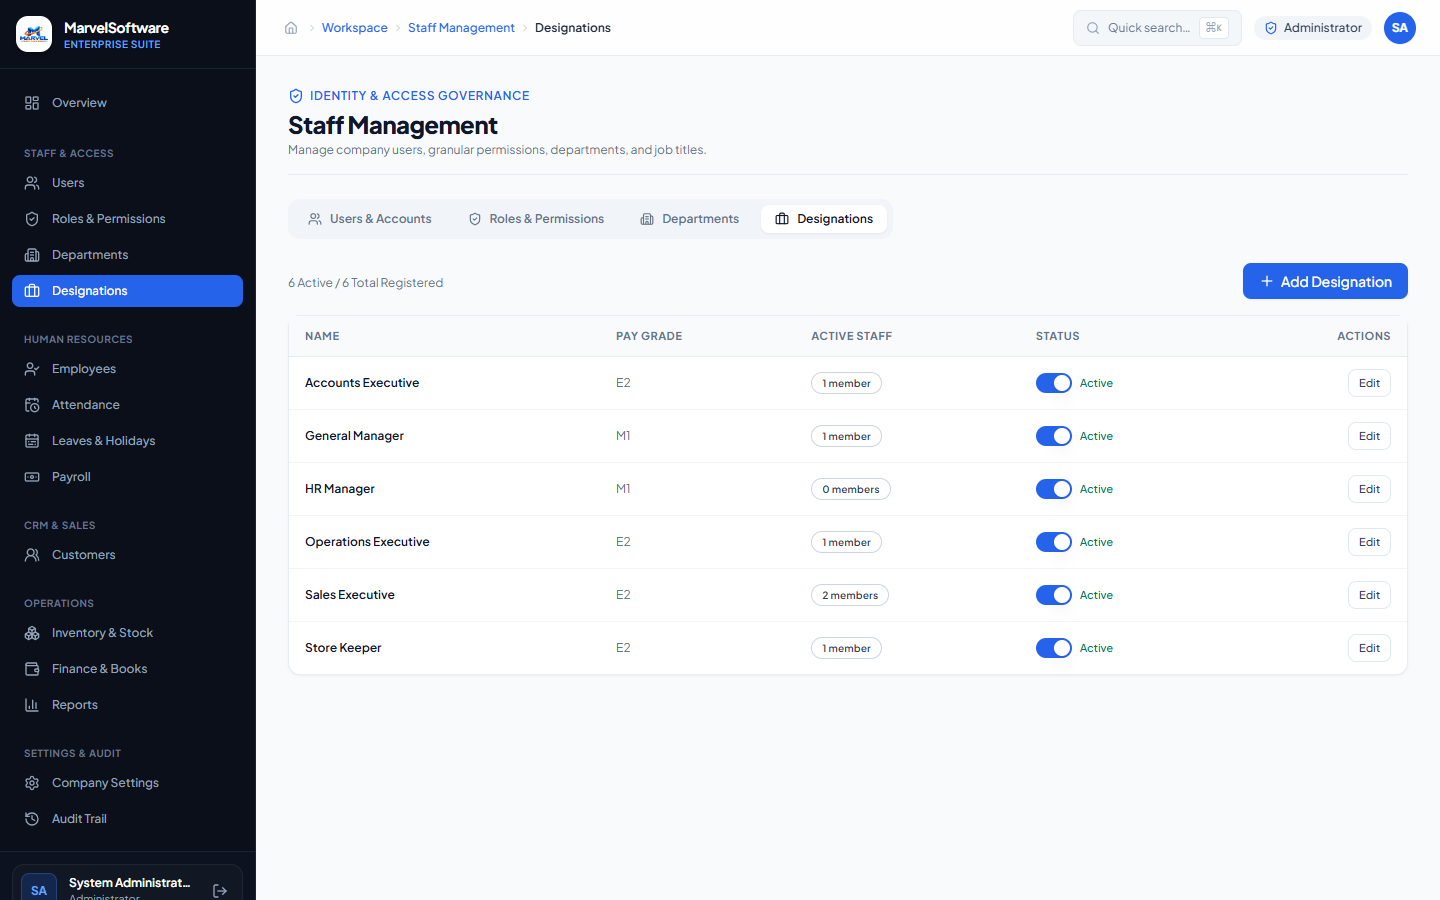 MarvelSoftware
ENTERPRISE SUITE
Overview
STAFF & ACCESS
Users
Roles & Permissions
Departments
Designations
HUMAN RESOURCES
Employees
Attendance
Leaves & Holidays
Payroll
CRM & SALES
Customers
OPERATIONS
Inventory & Stock
Finance & Books
Reports
SETTINGS & AUDIT
Company Settings
Audit Trail
SA
System Administrat...
Administrator
Workspace
Staff Management
Designations
Quick search...
⌘K
Administrator
SA
IDENTITY & ACCESS GOVERNANCE
Staff Management
Manage company users, granular permissions, departments, and job titles.
Users & Accounts
Roles & Permissions
Departments
Designations
6 Active / 6 Total Registered
+ Add Designation
NAME PAY GRADE ACTIVE STAFF STATUS ACTIONS
Accounts Executive E2 1 member Active Edit
General Manager M1 1 member Active Edit
HR Manager M1 0 members Active Edit
Operations Executive E2 1 member Active Edit
Sales Executive E2 2 members Active Edit
Store Keeper E2 1 member Active Edit